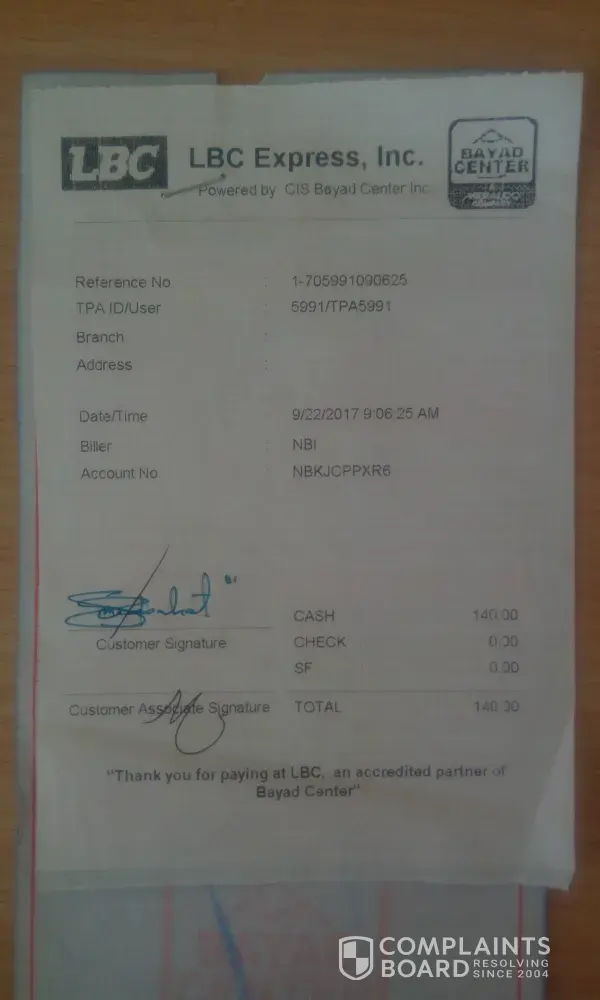 LBC
LBC Express, Inc.
BAYAD
CENTER
MERALCO
Powered by CIS Bayad Center Inc.
Reference No : 1-705991090625
TPA ID/User : 5991/TPA5991
Branch :
Address :
Date/Time : 9/22/2017 9:06:25 AM
Biller : NBI
Account No. : NBKJCPPXR6
Customer Signature
CASH 140.00
CHECK 0.00
SF 0.00
Customer Associate Signature
TOTAL 140.00
"Thank you for paying at LBC, an accredited partner of
Bayad Center"
COMPLAINTS
BOARD RESOLVING
SINCE 2004